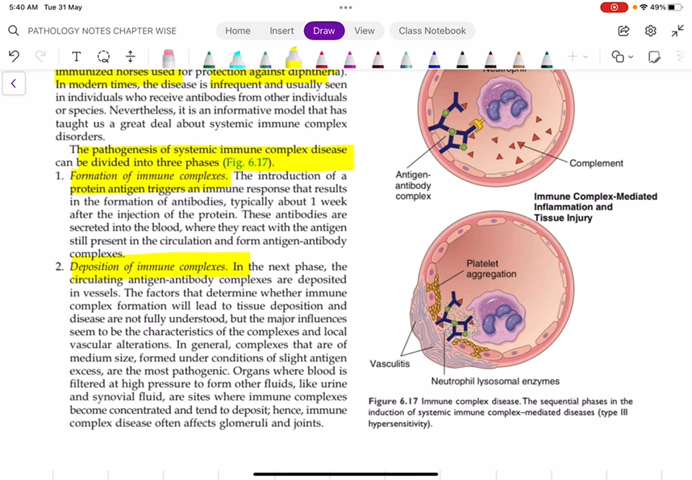 5:40 AM Tue 31 May
49%
PATHOLOGY NOTES CHAPTER WISE
Home Insert Draw View Class Notebook
immunized horses used for protection against diphtheria).
In modern times, the disease is infrequent and usually seen
in individuals who receive antibodies from other individuals
or species. Nevertheless, it is an informative model that has
taught us a great deal about systemic immune complex
disorders.
The pathogenesis of systemic immune complex disease
can be divided into three phases (Fig. 6.17).
1. Formation of immune complexes. The introduction of a
protein antigen triggers an immune response that results
in the formation of antibodies, typically about 1 week
after the injection of the protein. These antibodies are
secreted into the blood, where they react with the antigen
still present in the circulation and form antigen-antibody
complexes.
2. Deposition of immune complexes. In the next phase, the
circulating antigen-antibody complexes are deposited
in vessels. The factors that determine whether immune
complex formation will lead to tissue deposition and
disease are not fully understood, but the major influences
seem to be the characteristics of the complexes and local
vascular alterations. In general, complexes that are of
medium size, formed under conditions of slight antigen
excess, are the most pathogenic. Organs where blood is
filtered at high pressure to form other fluids, like urine
and synovial fluid, are sites where immune complexes
become concentrated and tend to deposit; hence, immune
complex disease often affects glomeruli and joints.
Neutrophil
Complement
Antigen-
antibody
complex
Immune Complex-Mediated
Inflammation and
Tissue Injury
Platelet
aggregation
Vasculitis
Neutrophil lysosomal enzymes
Figure 6.17 Immune complex disease. The sequential phases in the
induction of systemic immune complex–mediated diseases (type III
hypersensitivity).